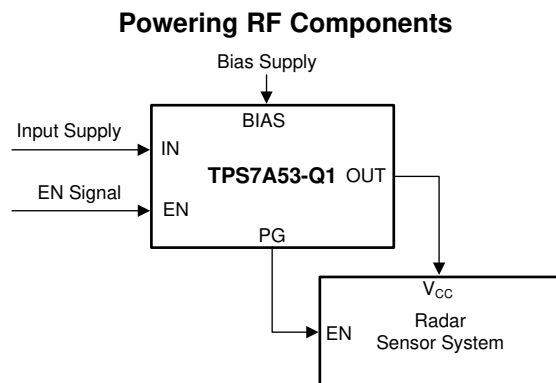 Powering RF Components
Bias Supply
BIAS
Input Supply
IN
TPS7A53-Q1
OUT
EN Signal
EN
PG
VCC
EN
Radar
Sensor System